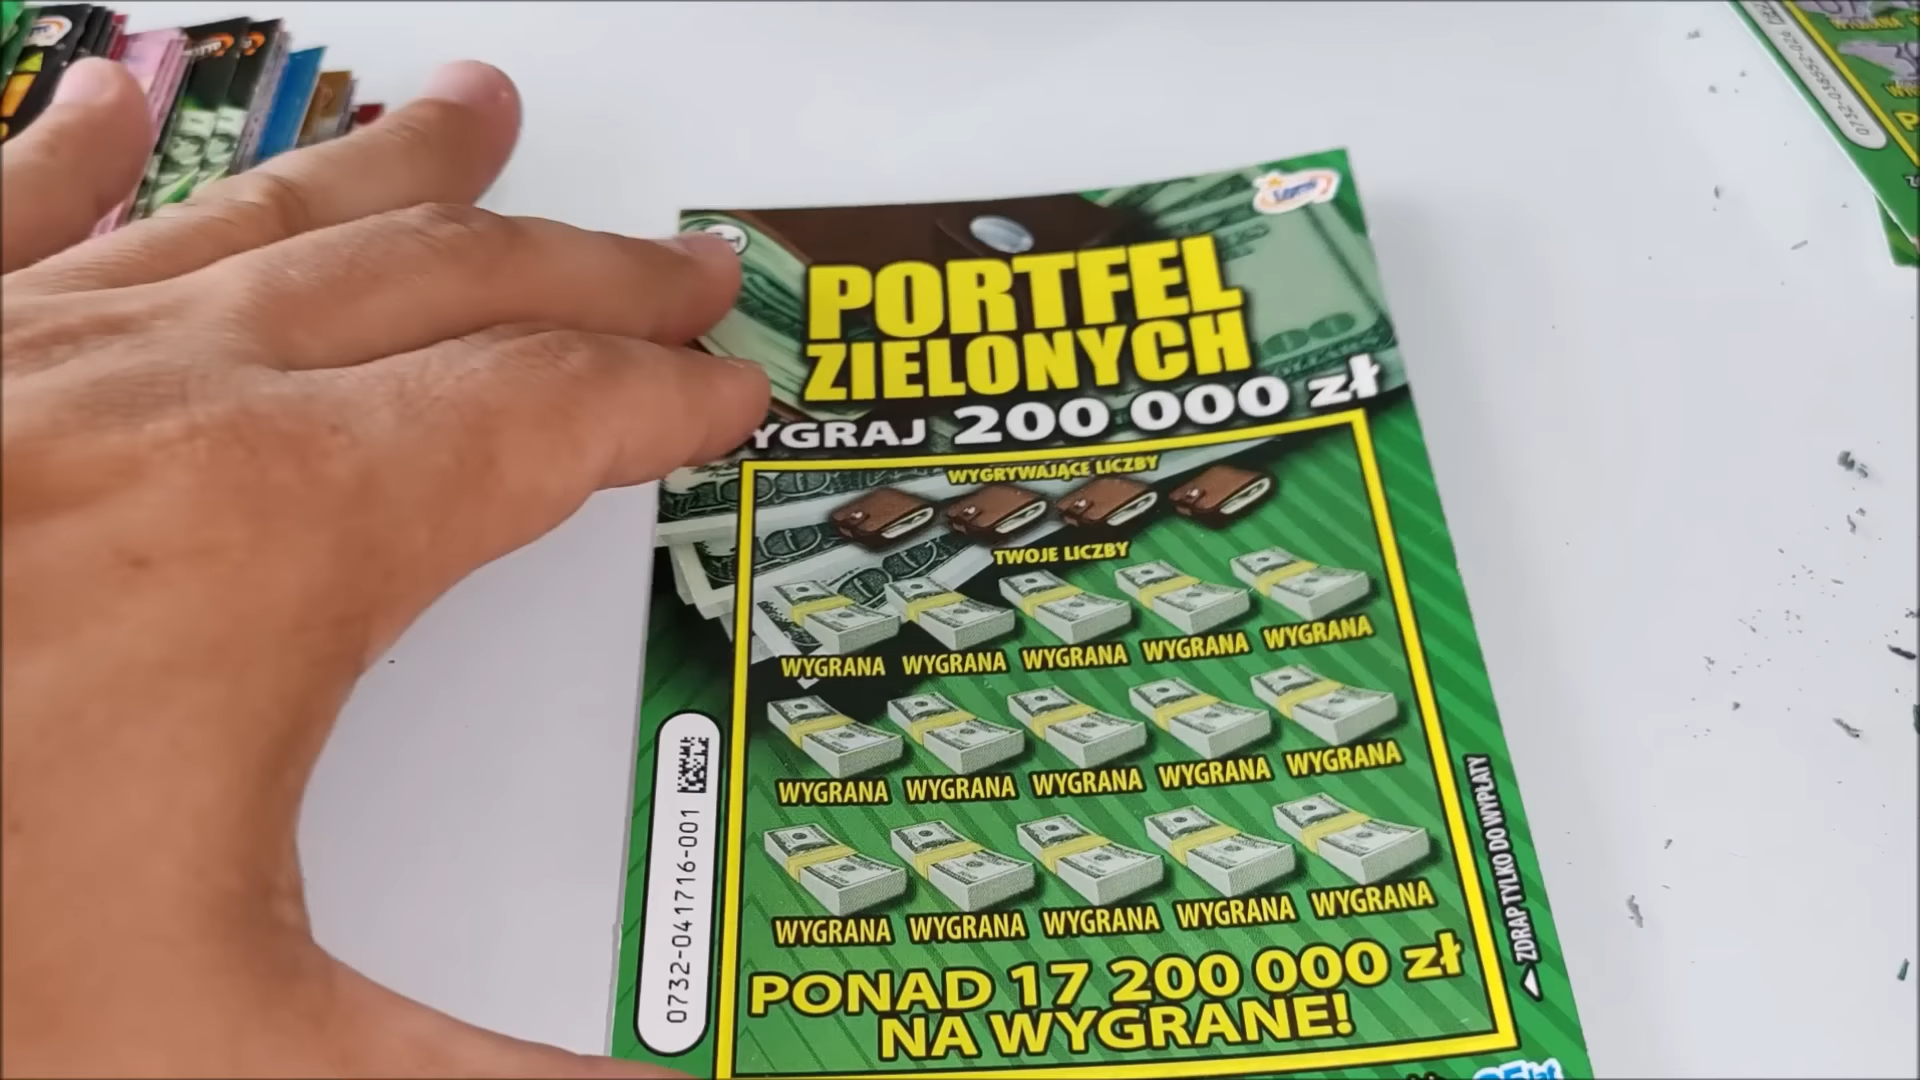 PORTFEL
ZIELONYCH
YGRAJ 200 000 zł
WYGRYWAJĄCE LICZBY
TWOJE LICZBY
WYGRANA WYGRANA WYGRANA WYGRANA WYGRANA
WYGRANA WYGRANA WYGRANA WYGRANA WYGRANA
WYGRANA WYGRANA WYGRANA WYGRANA WYGRANA
PONAD 17 200 000 zł
NA WYGRANE!
0732-041716-001
ZDRAP TYLKO DO WYPŁATY